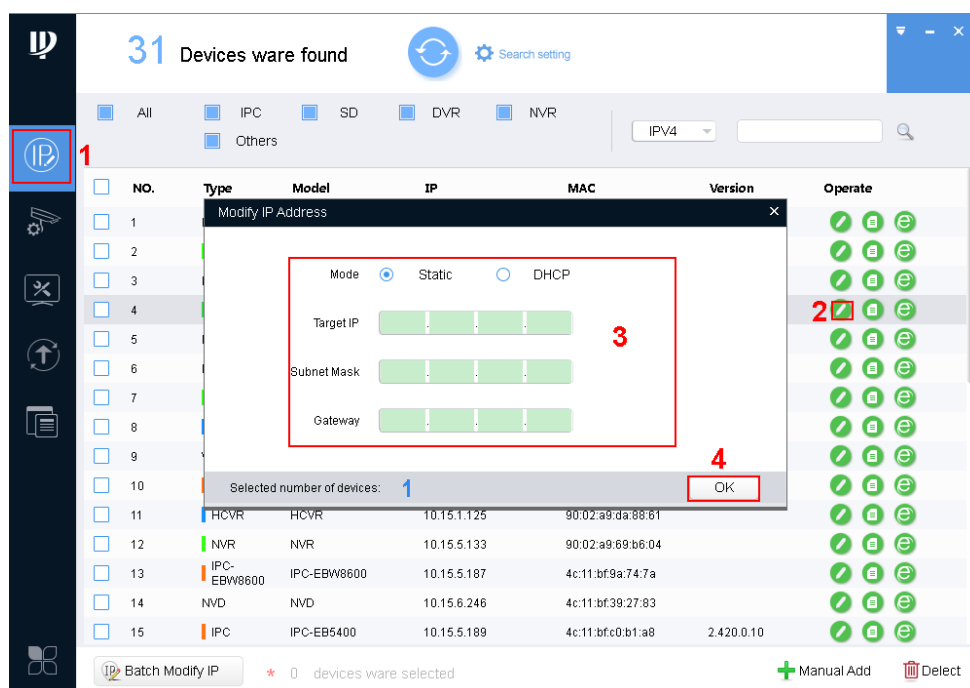 31 Devices ware found
Search setting
All IPC SD DVR NVR
Others
IPV4
IP
1
NO. Type Model IP MAC Version Operate
Modify IP Address
1
2
3
4
5
6
7
8
9
10
Mode Static DHCP
Target IP . . .
Subnet Mask . . .
Gateway . . .
2
3
4
Selected number of devices: 1
OK
11 HCVR HCVR 10.15.1.125 90:02:a9:da:88:61
12 NVR NVR 10.15.5.133 90:02:a9:69:b6:04
13 IPC-EBW8600 IPC-EBW8600 10.15.5.187 4c:11:bf:9a:74:7a
14 NVD NVD 10.15.6.246 4c:11:bf:39:27:83
15 IPC IPC-EB5400 10.15.5.189 4c:11:bf:c0:b1:a8 2.420.0.10
Batch Modify IP * 0 devices ware selected Manual Add Delect